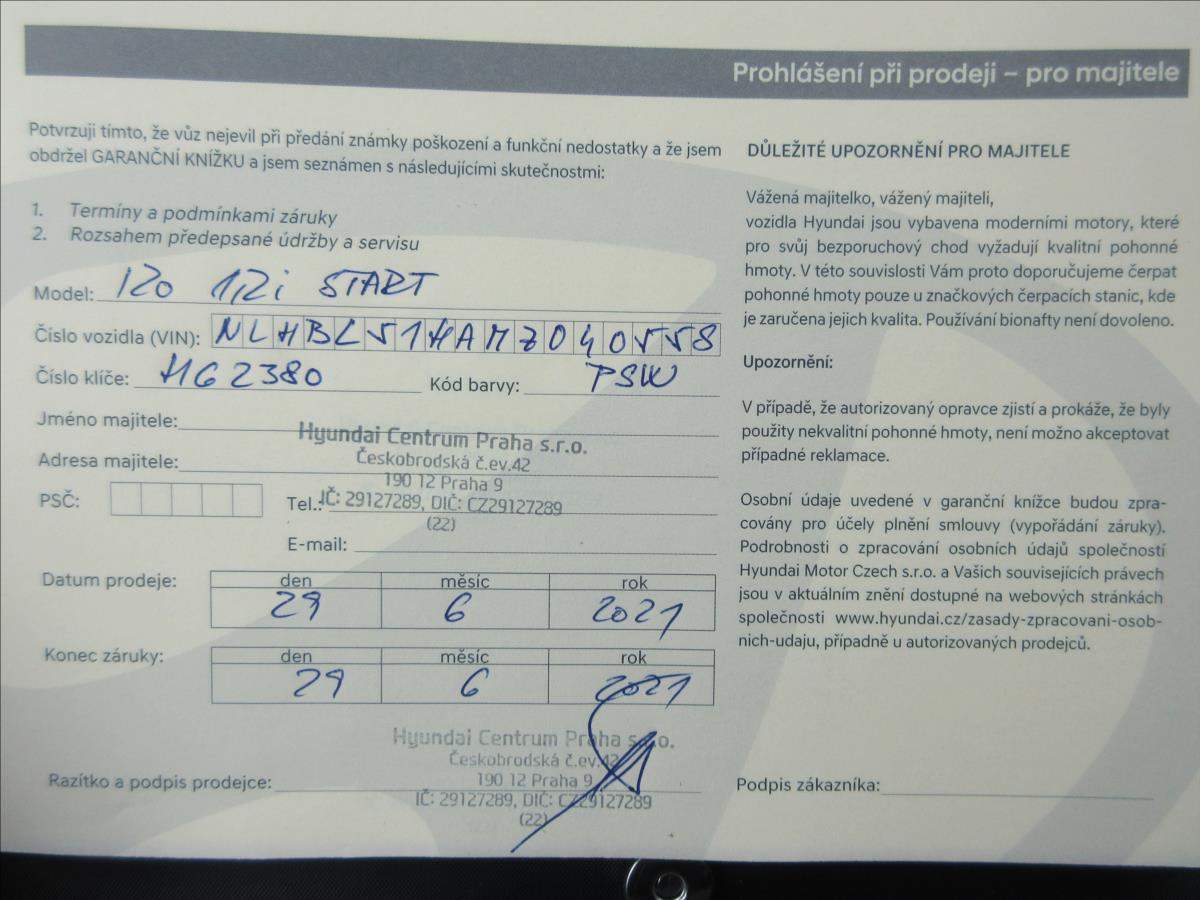 Prohlášení při prodeji – pro majitele
Potvrzuji tímto, že vůz nejevil při předání známky poškození a funkční nedostatky a že jsem
obdržel GARANČNÍ KNÍŽKU a jsem seznámen s následujícími skutečnostmi:
1. Termíny a podmínkami záruky
2. Rozsahem předepsané údržby a servisu
Model: I20 1,2i START
Číslo vozidla (VIN): NLHBL51HAMZ040558
Číslo klíče: HG2380
Kód barvy: PSW
Jméno majitele:
Hyundai Centrum Praha s.r.o.
Českobrodská č.ev.42
Adresa majitele:
190 12 Praha 9
PSČ:
Tel.: IČ: 29127289, DIČ: CZ29127289
(22)
E-mail:
Datum prodeje: den měsíc rok
29 6 2021
Konec záruky: den měsíc rok
29 6 2021
Hyundai Centrum Praha s.r.o.
Českobrodská č.ev.42
190 12 Praha 9
Razítko a podpis prodejce:
IČ: 29127289, DIČ: CZ29127289
(22)
DŮLEŽITÉ UPOZORNĚNÍ PRO MAJITELE
Vážená majitelko, vážený majiteli,
vozidla Hyundai jsou vybavena moderními motory, které
pro svůj bezporuchový chod vyžadují kvalitní pohonné
hmoty. V této souvislosti Vám proto doporučujeme čerpat
pohonné hmoty pouze u značkových čerpacích stanic, kde
je zaručena jejich kvalita. Používání bionafty není dovoleno.
Upozornění:
V případě, že autorizovaný opravce zjistí a prokáže, že byly
použity nekvalitní pohonné hmoty, není možno akceptovat
případné reklamace.
Osobní údaje uvedené v garanční knížce budou zpra-
covány pro účely plnění smlouvy (vypořádání záruky).
Podrobnosti o zpracování osobních údajů společností
Hyundai Motor Czech s.r.o. a Vašich souvisejících právech
jsou v aktuálním znění dostupné na webových stránkách
společnosti www.hyundai.cz/zasady-zpracovani-osob-
nich-udaju, případně u autorizovaných prodejců.
Podpis zákazníka: